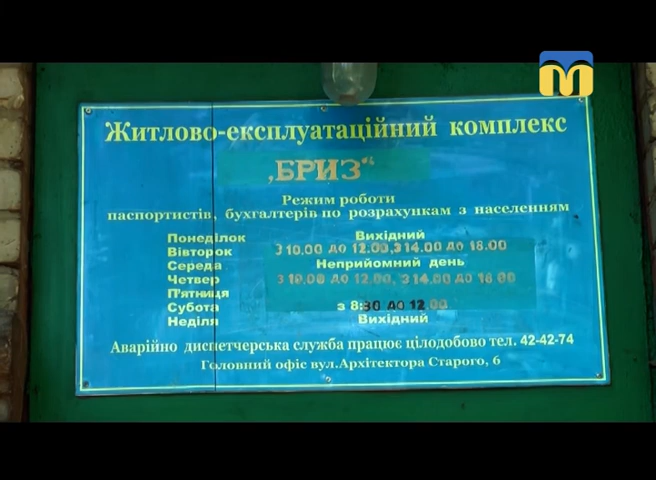 Житлово-експлуатаційний комплекс
„БРИЗ“
Режим роботи
паспортистів, бухгалтерів по розрахункам з населенням
Понеділок Вихідний
Вівторок З 10.00 ДО 12.00, З 14.00 ДО 18.00
Середа Неприйомний день
Четвер З 10.00 ДО 12.00, З 14.00 ДО 18.00
П'ятниця
Субота з 8:30 ДО 12.00
Неділя Вихідний
Аварійно диспетчерська служба працює цілодобово тел. 42-42-74
Головний офіс вул.Архітектора Старого, 6